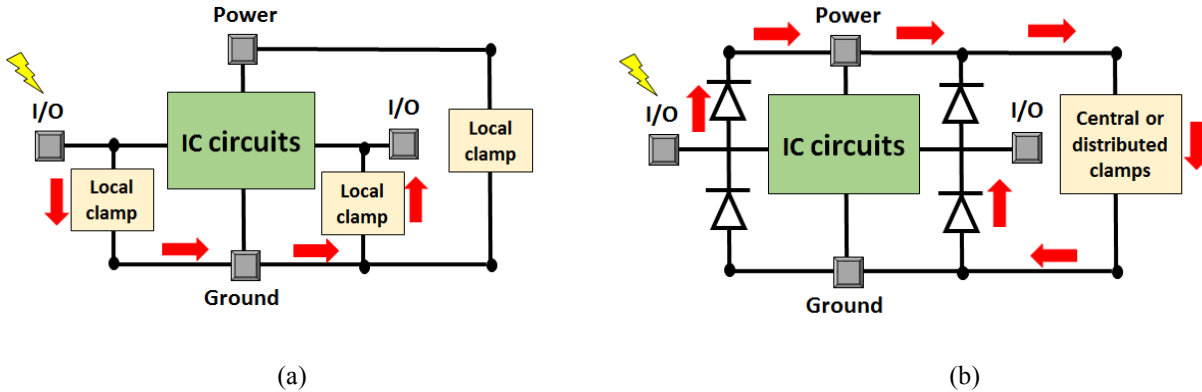 Power
I/O
I/O
IC circuits
Local
clamp
Local
clamp
Local
clamp
Ground
(a)
Power
I/O
I/O
IC circuits
Central or
distributed
clamps
Ground
(b)